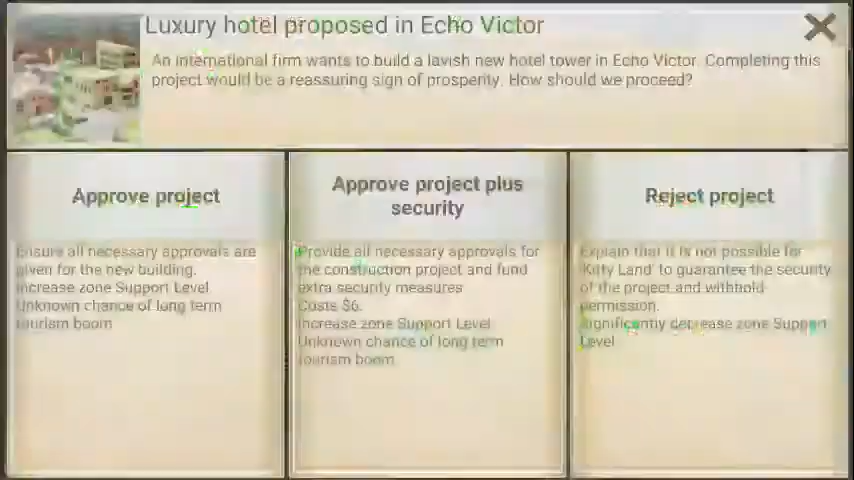 Luxury hotel proposed in Echo Victor
An international firm wants to build a lavish new hotel tower in Echo Victor. Completing this
project would be a reassuring sign of prosperity. How should we proceed?
Approve project
Ensure all necessary approvals are
given for the new building.
Increase zone Support Level
Unknown chance of long term
tourism boom
Approve project plus
security
Provide all necessary approvals for
the construction project and fund
extra security measures
Costs $6.
Increase zone Support Level
Unknown chance of long term
tourism boom
Reject project
Explain that it is not possible for
'Kitty Land' to guarantee the security
of the project and withhold
permission.
Significantly decrease zone Support
Level